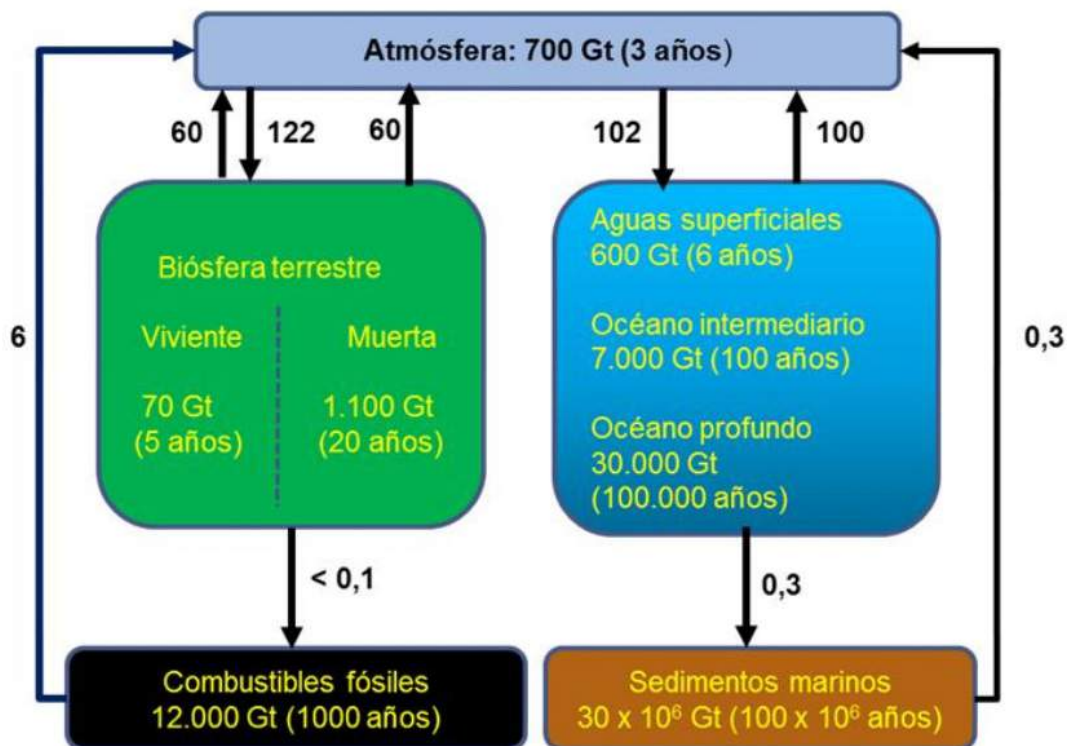 Atmósfera: 700 Gt (3 años)
60
122
60
102
100
Biósfera terrestre
Viviente
Muerta
70 Gt
(5 años)
1.100 Gt
(20 años)
Aguas superficiales
600 Gt (6 años)
Océano intermediario
7.000 Gt (100 años)
Océano profundo
30.000 Gt
(100.000 años)
6
0,3
< 0,1
0,3
Combustibles fósiles
12.000 Gt (1000 años)
Sedimentos marinos
30 x 10⁶ Gt (100 x 10⁶ años)